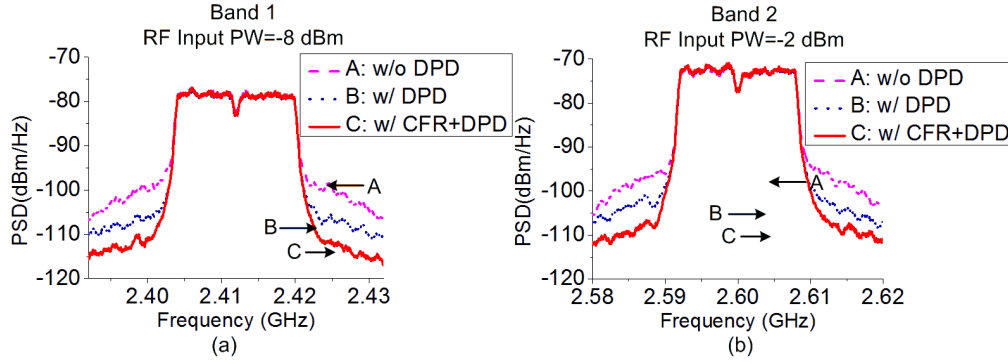 Band 1
RF Input PW=-8 dBm
-70
-80
-90
-100
-110
-120
PSD(dBm/Hz)
A: w/o DPD
B: w/ DPD
C: w/ CFR+DPD
A
B
C
2.40
2.41
2.42
2.43
Frequency (GHz)
(a)
Band 2
RF Input PW=-2 dBm
-70
-80
-90
-100
-110
-120
PSD(dBm/Hz)
A: w/o DPD
B: w/ DPD
C: w/ CFR+DPD
A
B
C
2.58
2.59
2.60
2.61
2.62
Frequency (GHz)
(b)